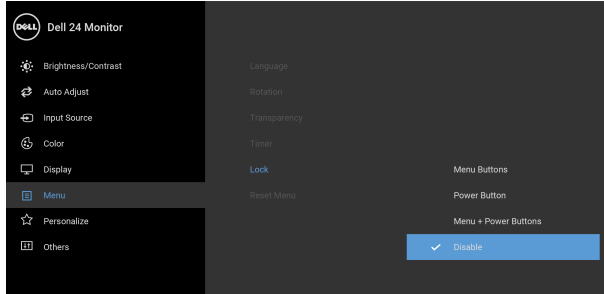 DELL Dell 24 Monitor
Brightness/Contrast
Auto Adjust
Input Source
Color
Display
Menu
Personalize
Others
Language
Rotation
Transparency
Timer
Lock
Reset Menu
Menu Buttons
Power Button
Menu + Power Buttons
Disable